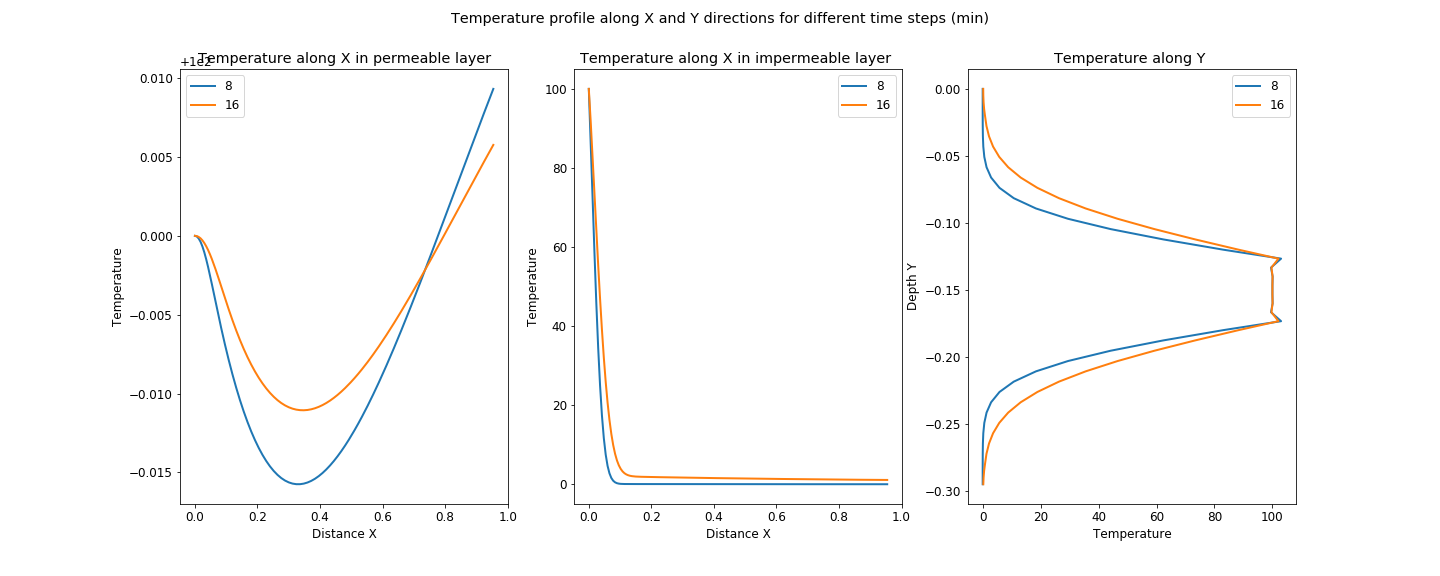 Temperature profile along X and Y directions for different time steps (min)
Temperature along X in permeable layer
+1e2
8
16
0.010
0.005
0.000
−0.005
−0.010
−0.015
Temperature
0.0 0.2 0.4 0.6 0.8 1.0
Distance X
Temperature along X in impermeable layer
8
16
100
80
60
40
20
0
Temperature
0.0 0.2 0.4 0.6 0.8 1.0
Distance X
Temperature along Y
8
16
0.00
−0.05
−0.10
−0.15
−0.20
−0.25
−0.30
Depth Y
0 20 40 60 80 100
Temperature